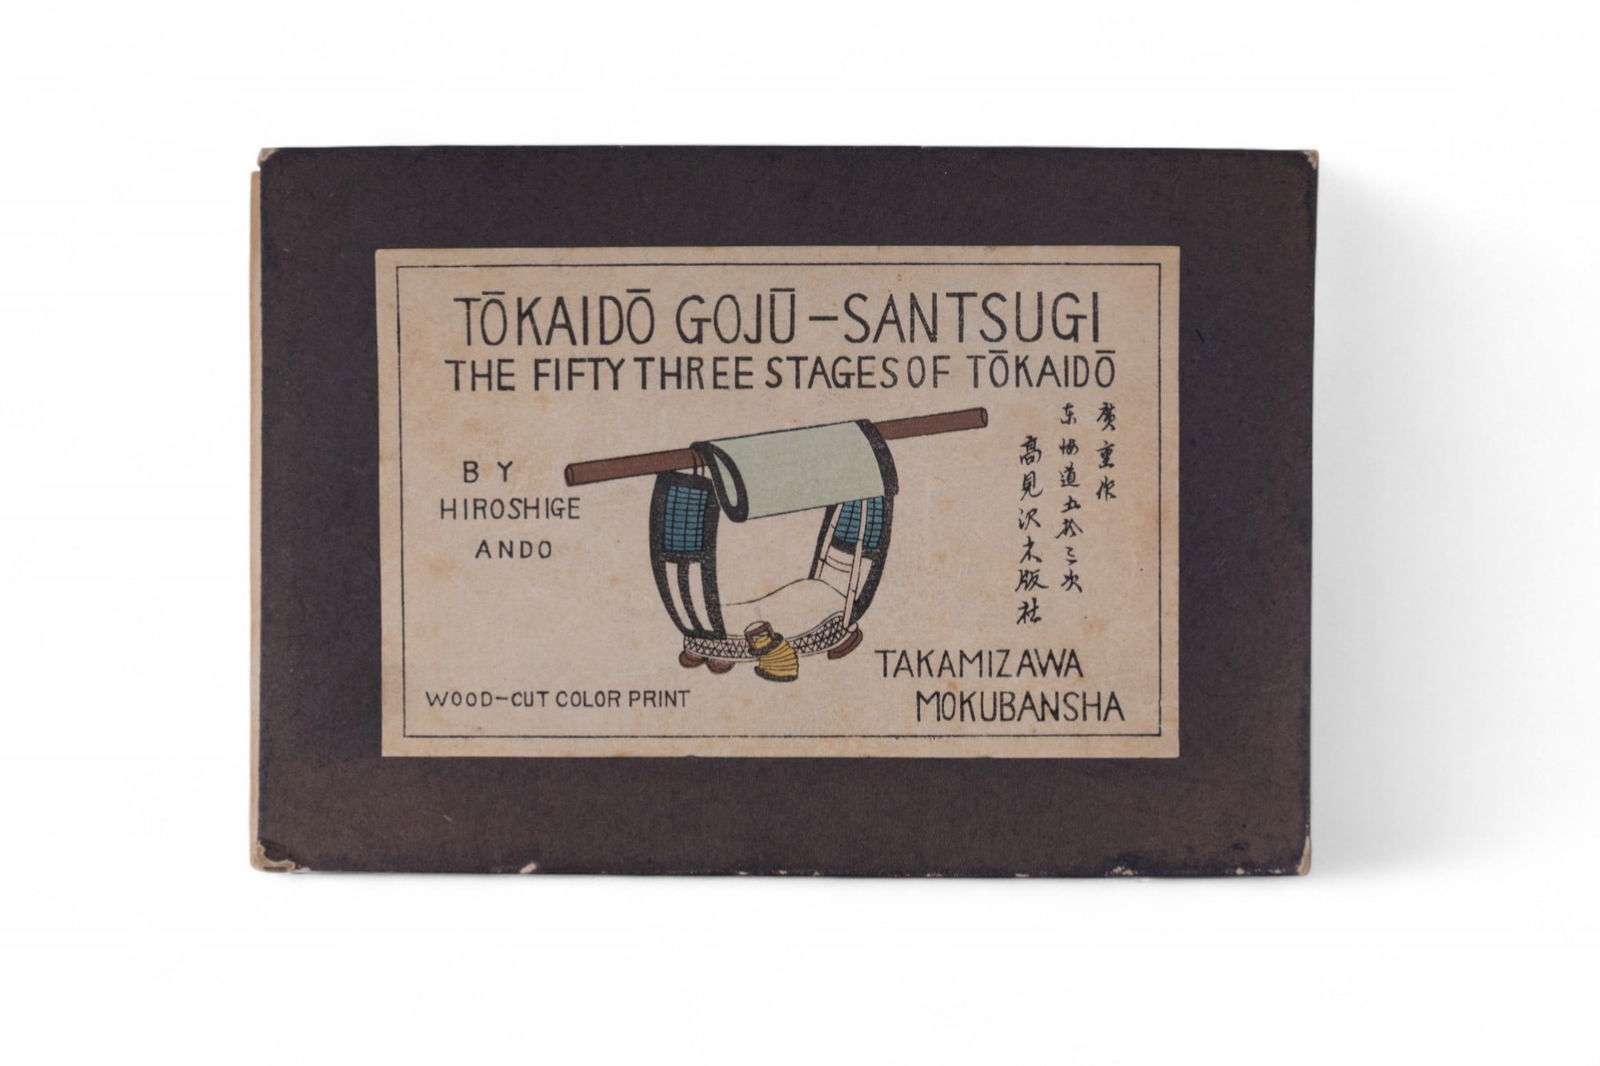 TŌKAIDŌ GOJŪ-SANTSUGI
THE FIFTY THREE STAGES OF TŌKAIDŌ
BY
HIROSHIGE
ANDO
廣重作
东海道五拾三次
高見沢木版社
TAKAMIZAWA
MOKUBANSHA
WOOD-CUT COLOR PRINT